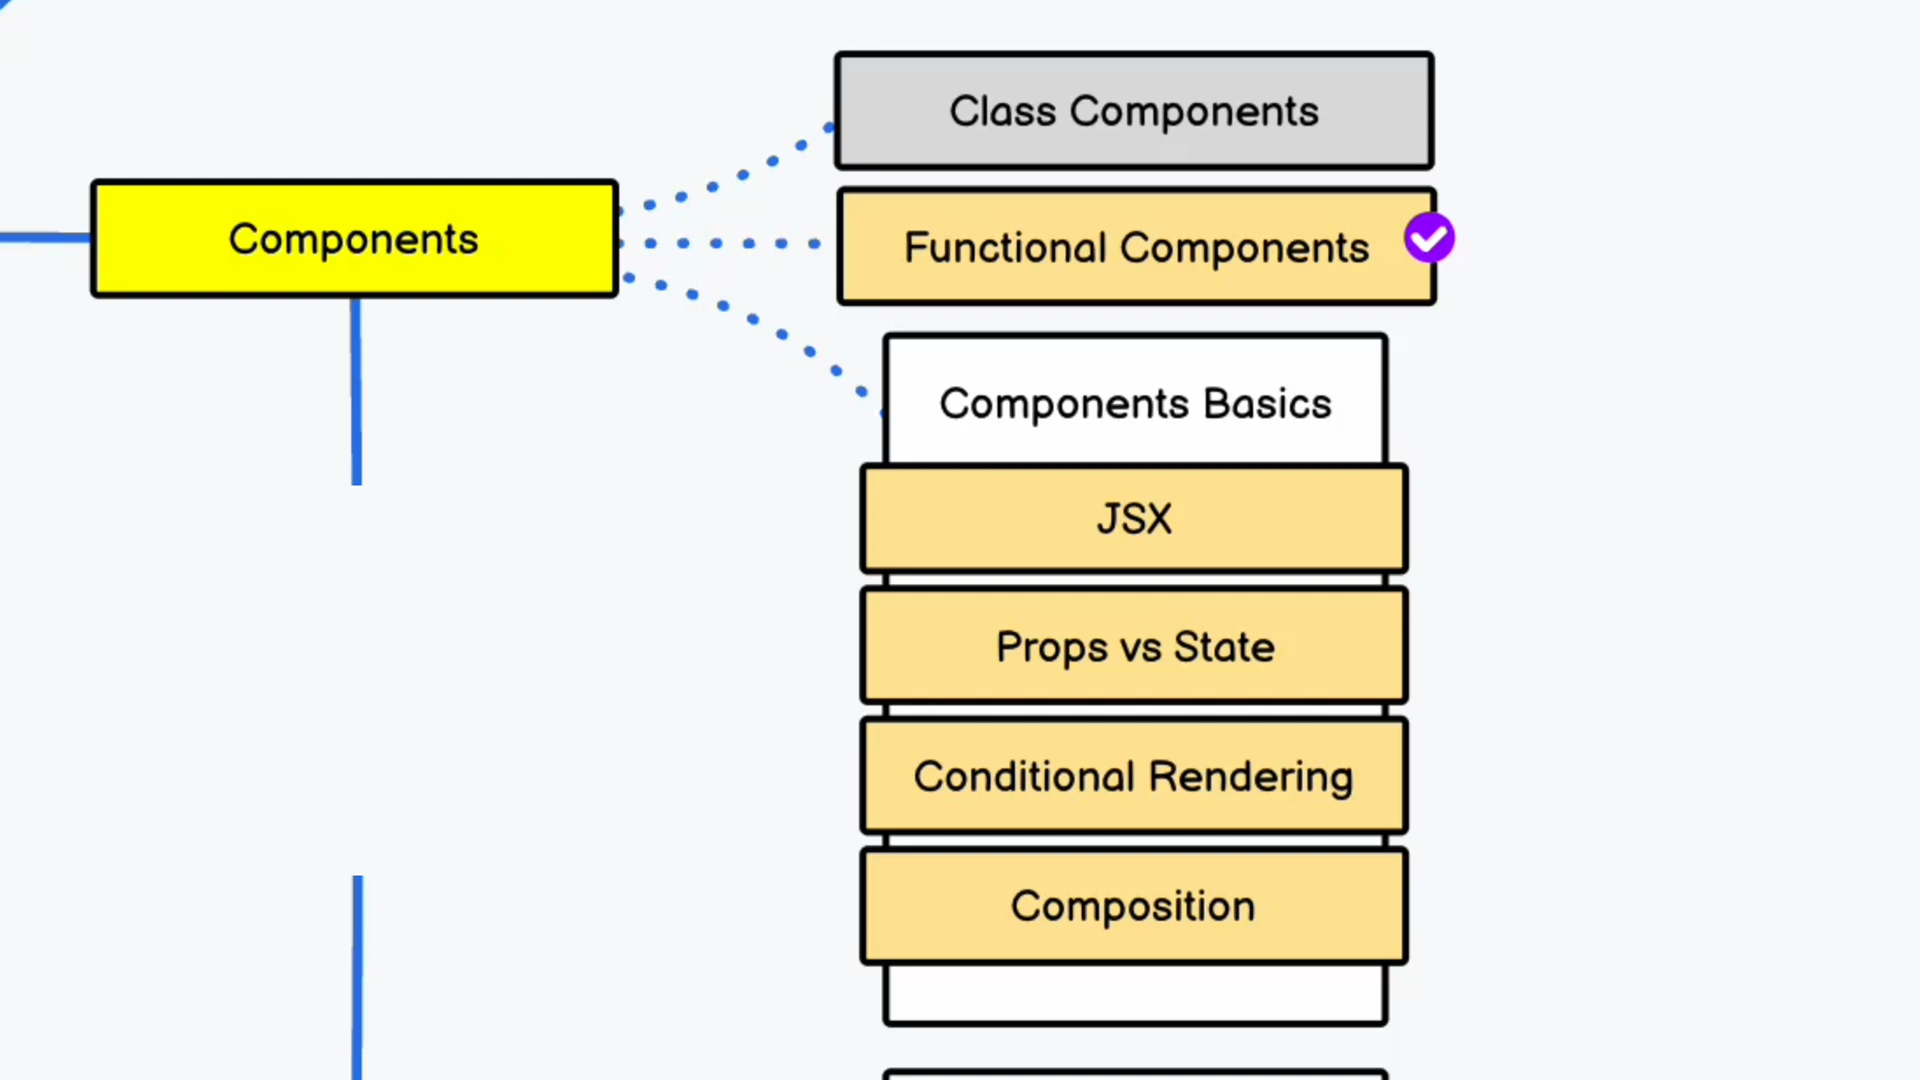 Class Components
Components
Functional Components
Components Basics
JSX
Props vs State
Conditional Rendering
Composition